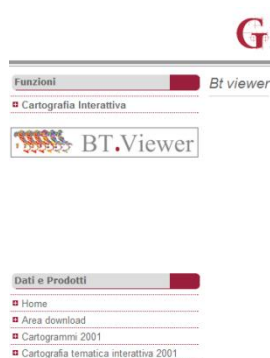 G
Funzioni
Bt viewer
Cartografia Interattiva
BT.Viewer
Dati e Prodotti
Home
Area download
Cartogrammi 2001
Cartografia tematica interattiva 2001